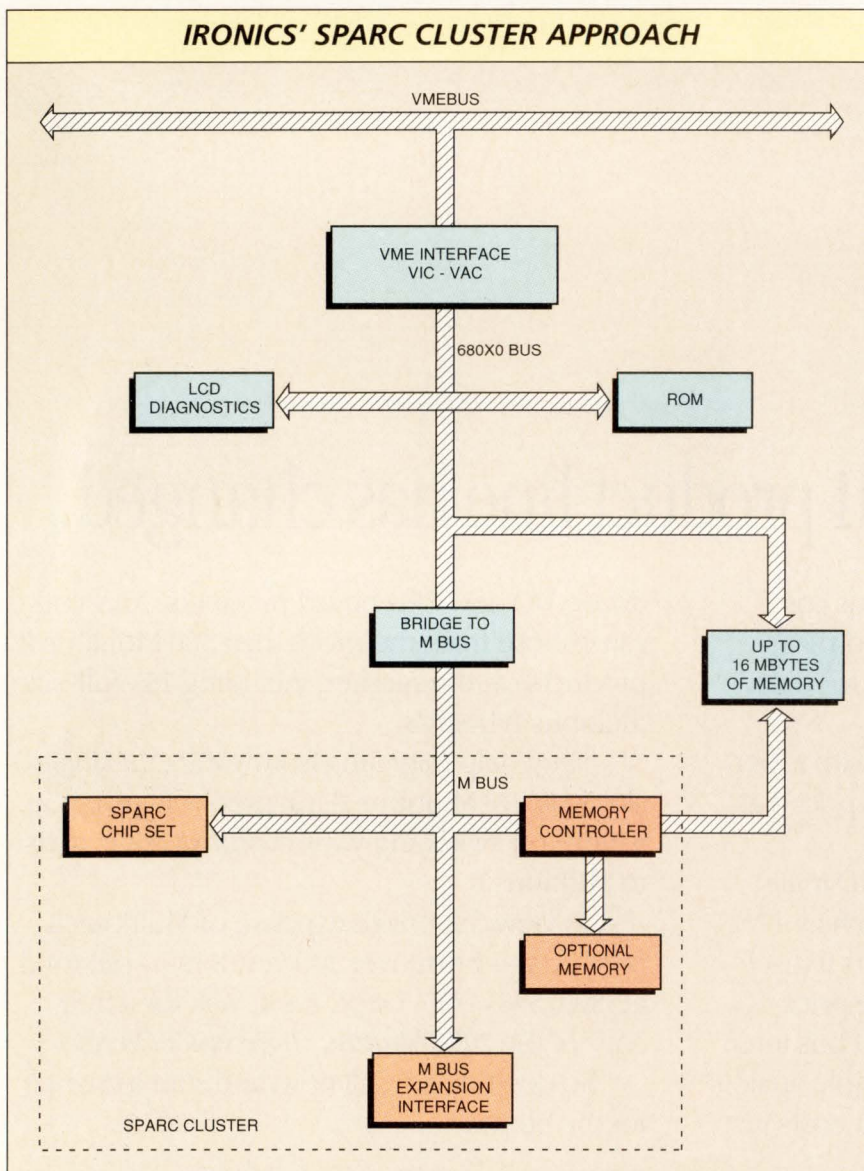 IRONICS' SPARC CLUSTER APPROACH
VMEBUS
VME INTERFACE
VIC - VAC
680X0 BUS
LCD
DIAGNOSTICS
ROM
BRIDGE TO
M BUS
UP TO
16 MBYTES
OF MEMORY
M BUS
SPARC
CHIP SET
MEMORY
CONTROLLER
OPTIONAL
MEMORY
M BUS
EXPANSION
INTERFACE
SPARC CLUSTER